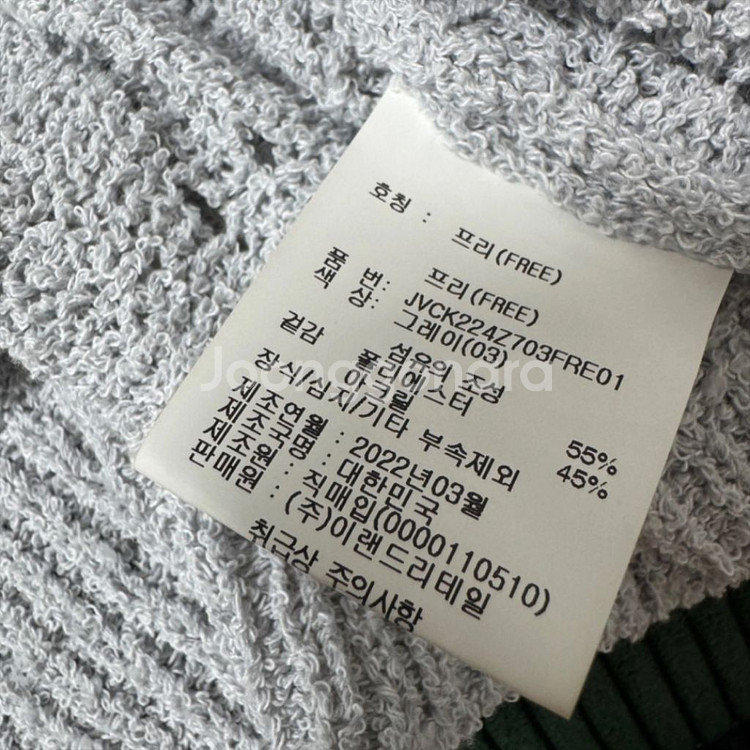 호칭 :
프리(FREE)
프리(FREE)
품 번: JVCK224Z703FRE01
색 상: 그레이(03)
섬유의 조성
겉감 폴리에스터 55%
아크릴 45%
장식/심지/기타 부속제외
제조연월 : 2022년03월
제조국명 : 대한민국
제조원 : 직매입(0000110510)
판매원 : (주)이랜드리테일
취급상 주의사항
Joonggonara